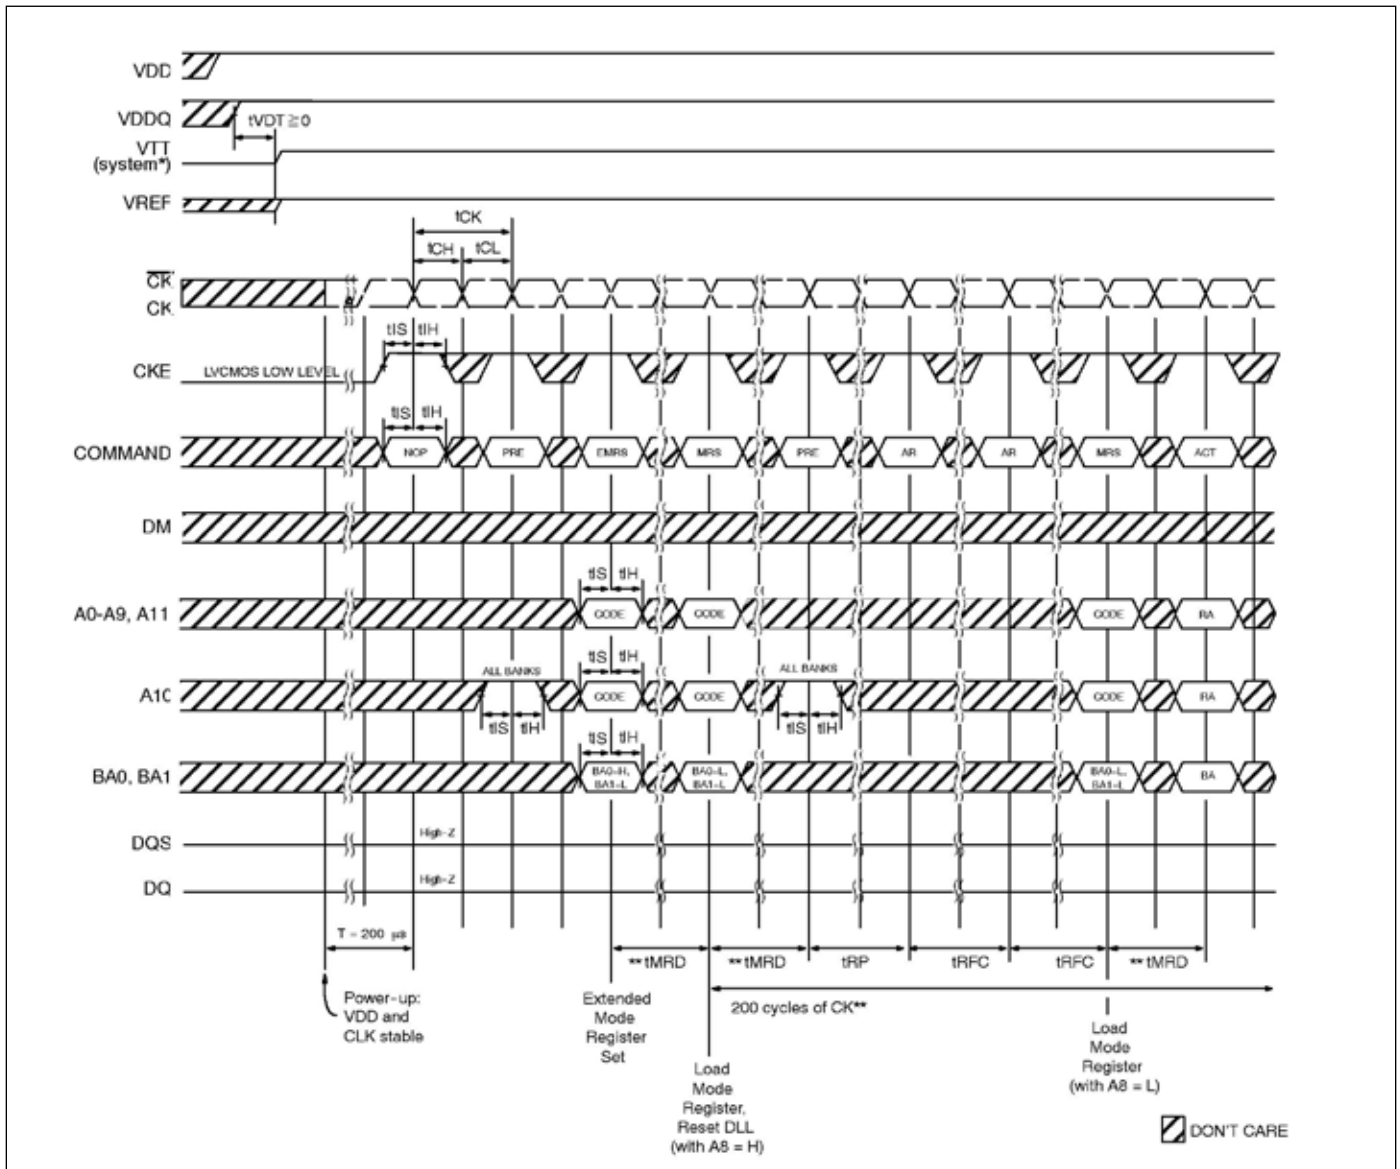 VDD
VDDQ
tVDT ≧ 0
VTT
(system*)
VREF
tCK
tCH tCL
CK
CK
tIS tIH
CKE
LVCMOS LOW LEVEL
tIS tIH
COMMAND
NOP PRE EMRS MRS PRE AR AR MRS ACT
DM
tIS tIH
A0-A9, A11
CODE CODE CODE RA
ALL BANKS tIS tIH ALL BANKS
A10
CODE CODE CODE RA
tIS tIH tIS tIH
tIS tIH
BA0, BA1
BA0=H, BA0=L, BA0=L, BA
BA1=L BA1=L BA1=L
DQS
High-Z
DQ
High-Z
T = 200 µs
**tMRD **tMRD tRP tRFC tRFC **tMRD
200 cycles of CK**
Power-up:
VDD and
CLK stable
Extended
Mode
Register
Set
Load
Mode
Register,
Reset DLL
(with A8 = H)
Load
Mode
Register
(with A8 = L)
DON'T CARE